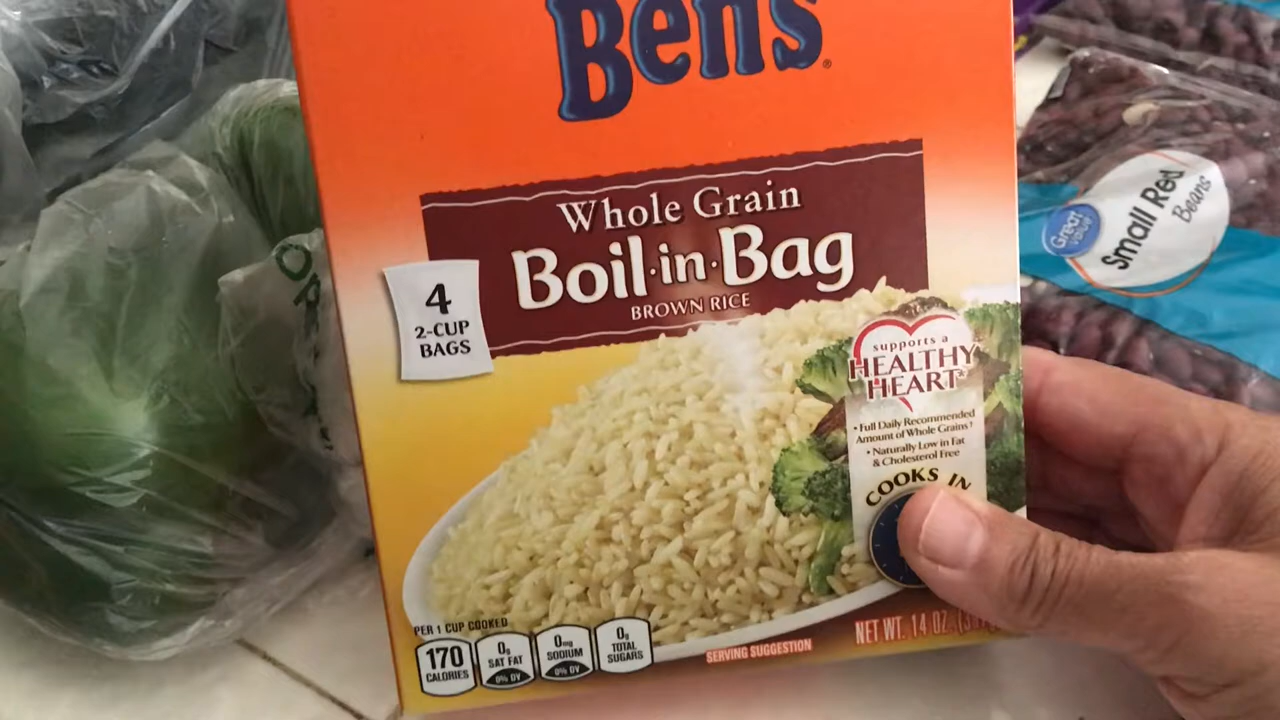 Ben's
Whole Grain
Boil·in·Bag
BROWN RICE
4
2-CUP
BAGS
supports a
HEALTHY
HEART*
• Full Daily Recommended
Amount of Whole Grains†
• Naturally Low in Fat
& Cholesterol Free
COOKS IN
PER 1 CUP COOKED
170
CALORIES
0g
SAT FAT
0% DV
0mg
SODIUM
0% DV
0g
TOTAL
SUGARS
SERVING SUGGESTION
NET WT. 14 OZ.
Great
Value
Small Red
Beans